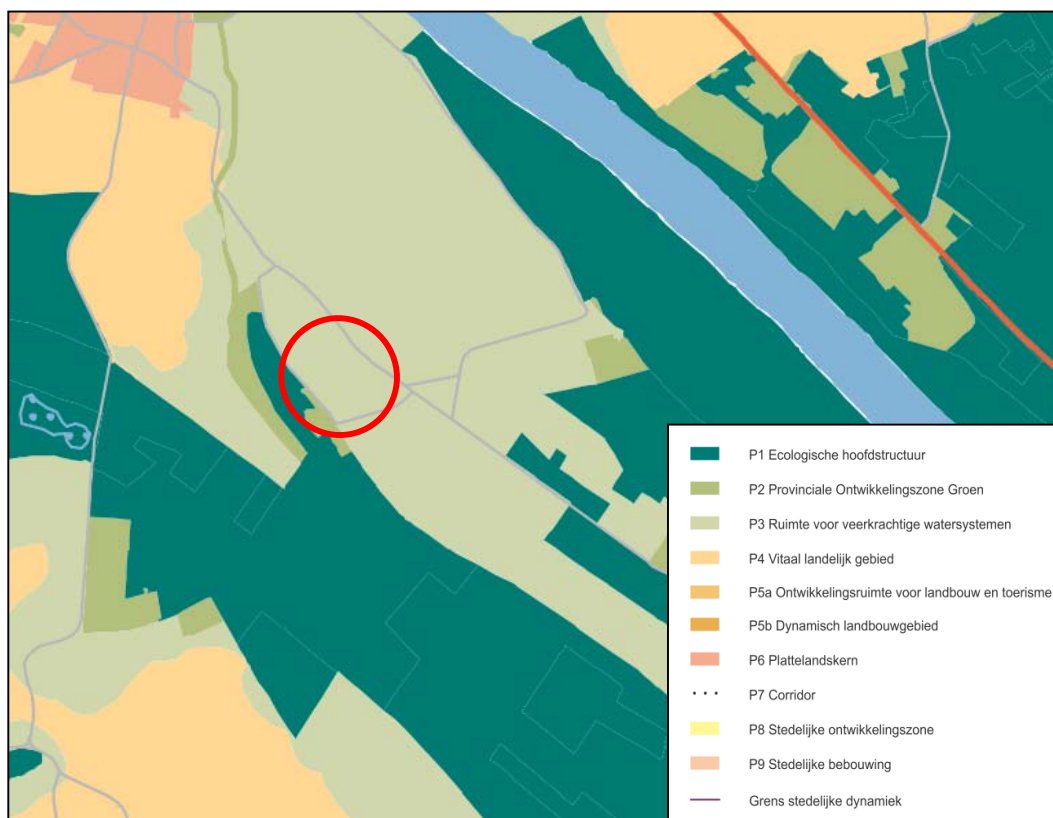 P1 Ecologische hoofdstructuur
P2 Provinciale Ontwikkelingszone Groen
P3 Ruimte voor veerkrachtige watersystemen
P4 Vitaal landelijk gebied
P5a Ontwikkelingsruimte voor landbouw en toerisme
P5b Dynamisch landbouwgebied
P6 Plattelandskern
P7 Corridor
P8 Stedelijke ontwikkelingszone
P9 Stedelijke bebouwing
Grens stedelijke dynamiek